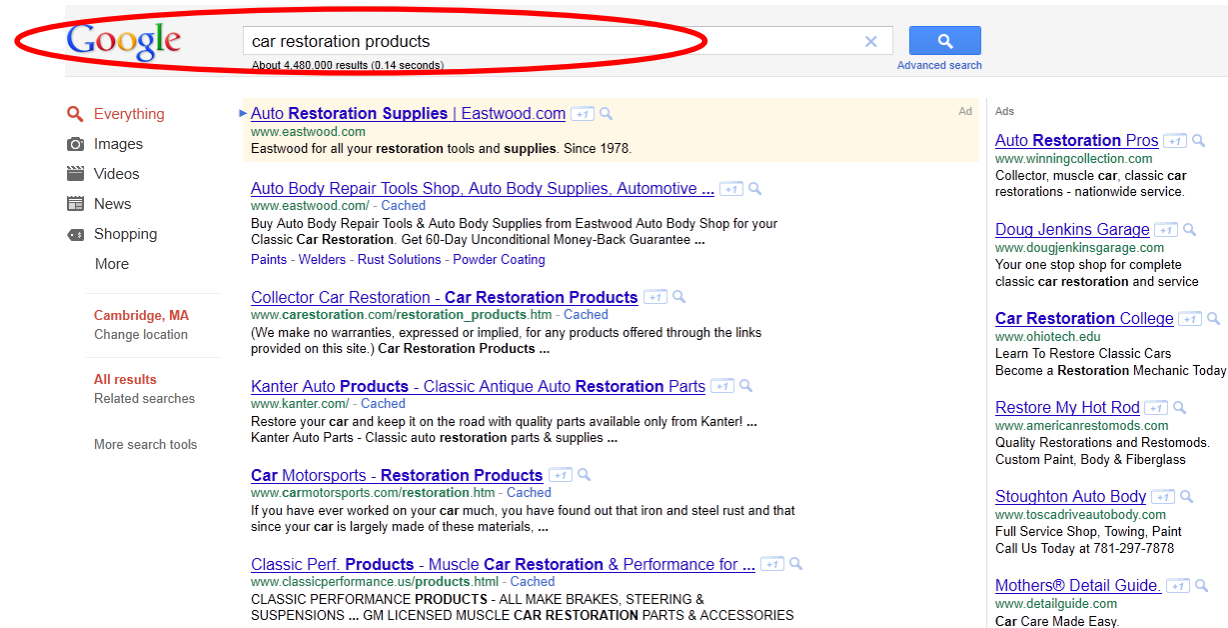 Google
car restoration products
About 4,480,000 results (0.14 seconds)
Advanced search
Everything
Images
Videos
News
Shopping
More
Cambridge, MA
Change location
All results
Related searches
More search tools
Auto Restoration Supplies | Eastwood.com +1
Ad
www.eastwood.com
Eastwood for all your restoration tools and supplies. Since 1978.
Auto Body Repair Tools Shop, Auto Body Supplies, Automotive ... +1
www.eastwood.com/ - Cached
Buy Auto Body Repair Tools & Auto Body Supplies from Eastwood Auto Body Shop for your
Classic Car Restoration. Get 60-Day Unconditional Money-Back Guarantee ...
Paints - Welders - Rust Solutions - Powder Coating
Collector Car Restoration - Car Restoration Products +1
www.carestoration.com/restoration_products.htm - Cached
(We make no warranties, expressed or implied, for any products offered through the links
provided on this site.) Car Restoration Products ...
Kanter Auto Products - Classic Antique Auto Restoration Parts +1
www.kanter.com/ - Cached
Restore your car and keep it on the road with quality parts available only from Kanter! ...
Kanter Auto Parts - Classic auto restoration parts & supplies ...
Car Motorsports - Restoration Products +1
www.carmotorsports.com/restoration.htm - Cached
If you have ever worked on your car much, you have found out that iron and steel rust and that
since your car is largely made of these materials, ...
Classic Perf. Products - Muscle Car Restoration & Performance for ... +1
www.classicperformance.us/products.html - Cached
CLASSIC PERFORMANCE PRODUCTS - ALL MAKE BRAKES, STEERING &
SUSPENSIONS ... GM LICENSED MUSCLE CAR RESTORATION PARTS & ACCESSORIES
Ads
Auto Restoration Pros +1
www.winningcollection.com
Collector, muscle car, classic car
restorations - nationwide service.
Doug Jenkins Garage +1
www.dougjenkinsgarage.com
Your one stop shop for complete
classic car restoration and service
Car Restoration College +1
www.ohiotech.edu
Learn To Restore Classic Cars
Become a Restoration Mechanic Today
Restore My Hot Rod +1
www.americanrestomods.com
Quality Restorations and Restomods.
Custom Paint, Body & Fiberglass
Stoughton Auto Body +1
www.toscadriveautobody.com
Full Service Shop, Towing, Paint
Call Us Today at 781-297-7878
Mothers® Detail Guide. +1
www.detailguide.com
Car Care Made Easy.